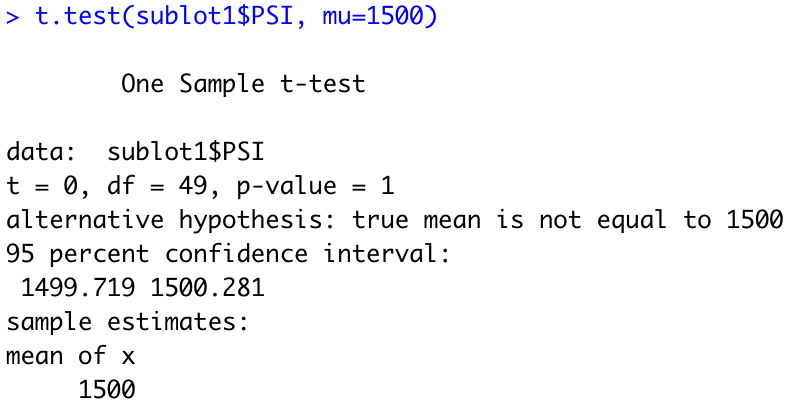 > t.test(sublot1$PSI, mu=1500)
One Sample t-test
data:  sublot1$PSI
t = 0, df = 49, p-value = 1
alternative hypothesis: true mean is not equal to 1500
95 percent confidence interval:
1499.719 1500.281
sample estimates:
mean of x
1500